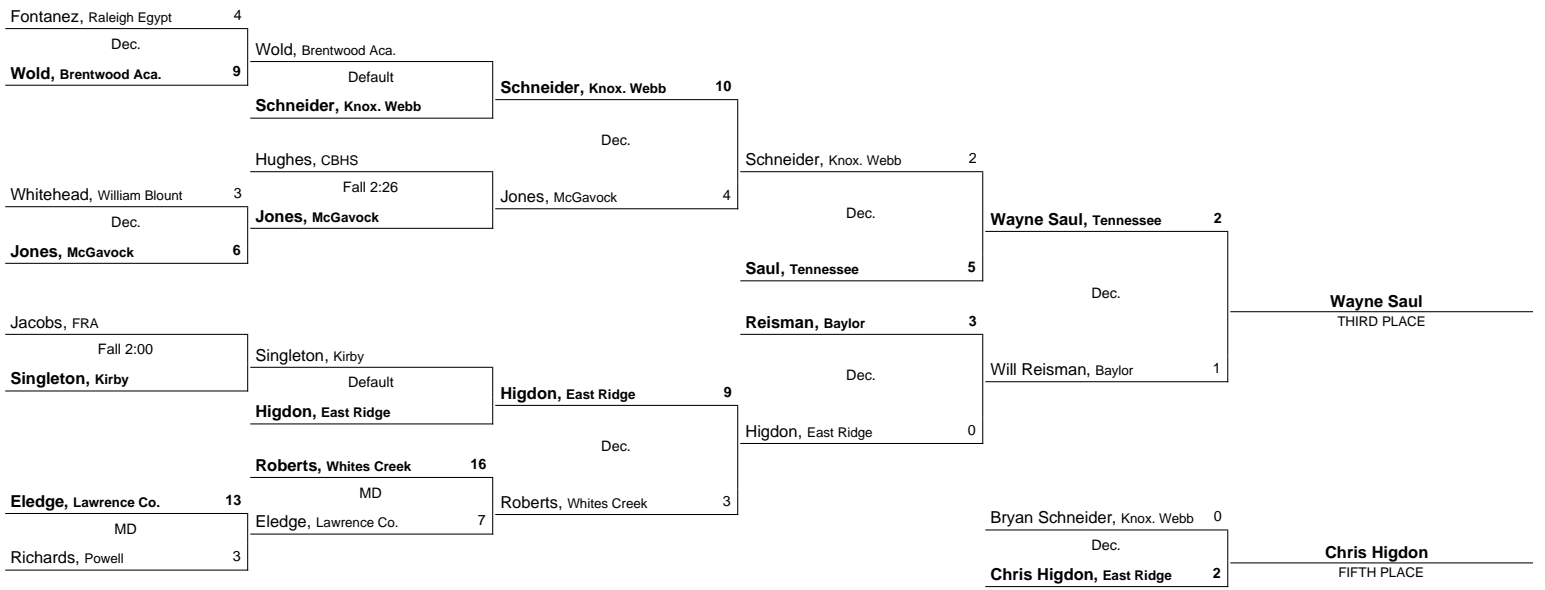 Fontanez, Raleigh Egypt 4
Dec.
Wold, Brentwood Aca. 9
Whitehead, William Blount 3
Dec.
Jones, McGavock 6
Jacobs, FRA
Fall 2:00
Singleton, Kirby
Eledge, Lawrence Co. 13
MD
Richards, Powell 3
Wold, Brentwood Aca.
Default
Schneider, Knox. Webb
Hughes, CBHS
Fall 2:26
Jones, McGavock
Singleton, Kirby
Default
Higdon, East Ridge
Roberts, Whites Creek 16
MD
Eledge, Lawrence Co. 7
Schneider, Knox. Webb 10
Dec.
Jones, McGavock 4
Higdon, East Ridge 9
Dec.
Roberts, Whites Creek 3
Schneider, Knox. Webb 2
Dec.
Saul, Tennessee 5
Reisman, Baylor 3
Dec.
Higdon, East Ridge 0
Wayne Saul, Tennessee 2
Dec.
Will Reisman, Baylor 1
Wayne Saul
THIRD PLACE
Bryan Schneider, Knox. Webb 0
Dec.
Chris Higdon, East Ridge 2
Chris Higdon
FIFTH PLACE